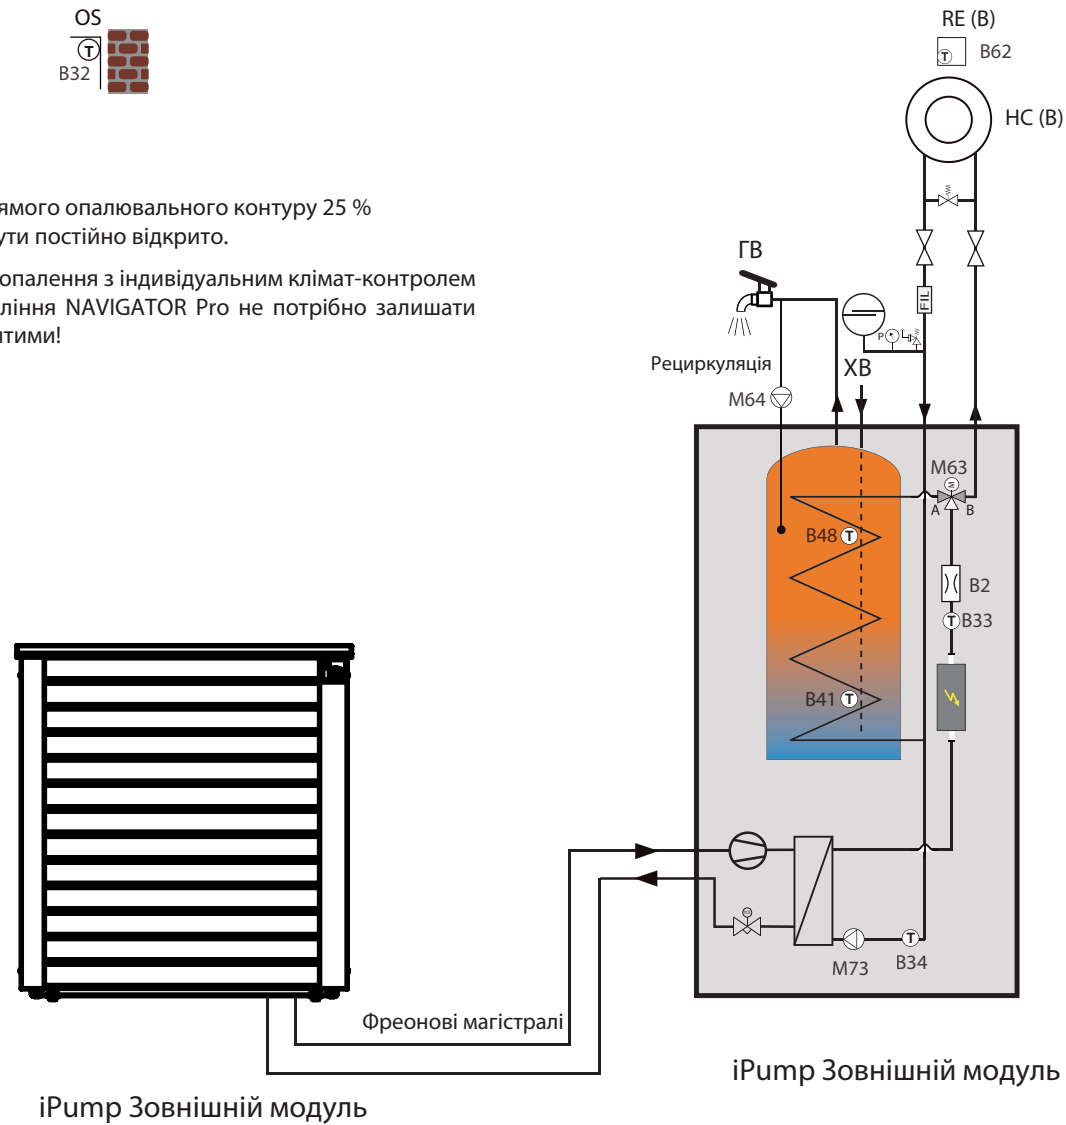 OS
T
B32
RE (B)
T
B62
HC (B)
ямого опалювального контуру 25 %
ути постійно відкрито.
опалення з індивідуальним клімат-контролем
ління NAVIGATOR Pro не потрібно залишати
итими!
ГВ
FIL
P
Рециркуляція
ХВ
M64
M63
M
A
B
B48
T
B2
T
B33
B41
T
M73
T
B34
Фреонові магістралі
iPump Зовнішній модуль
iPump Зовнішній модуль